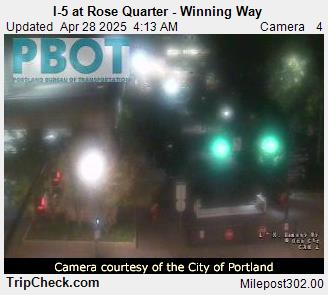 I-5 at Rose Quarter - Winning Way
Updated Apr 28 2025 4:13 AM Camera 4
PBOT
PORTLAND BUREAU OF TRANSPORTATION
Camera courtesy of the City of Portland
TripCheck.com Milepost302.00